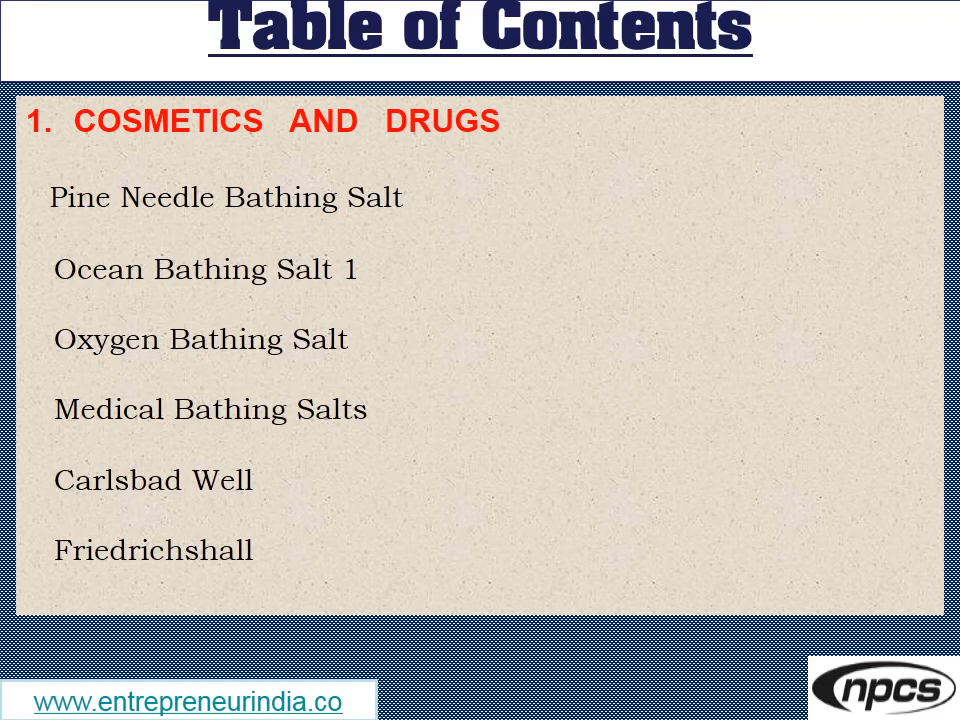 Table of Contents
1. COSMETICS AND DRUGS
Pine Needle Bathing Salt
Ocean Bathing Salt 1
Oxygen Bathing Salt
Medical Bathing Salts
Carlsbad Well
Friedrichshall
www.entrepreneurindia.co
npcs